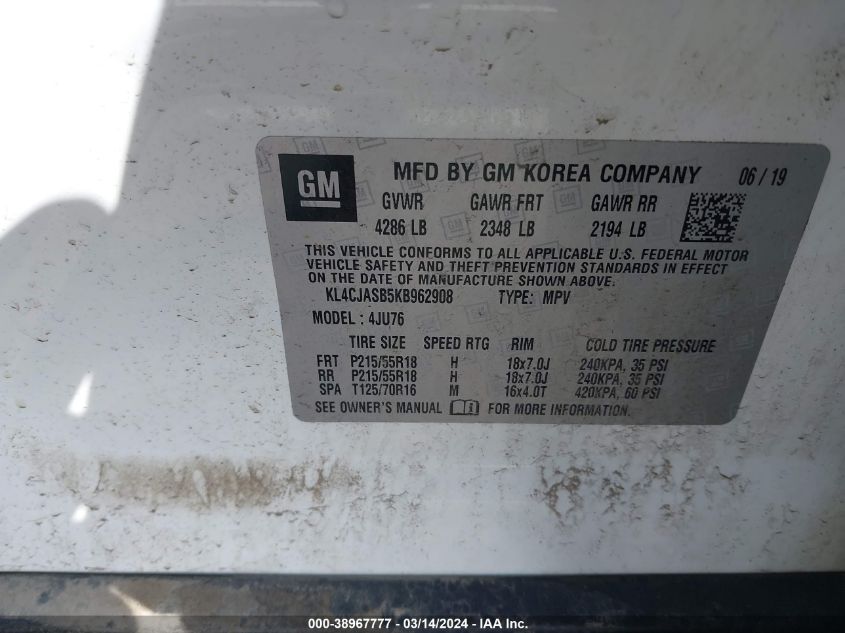 GM
MFD BY GM KOREA COMPANY 06 / 19
GVWR GAWR FRT GAWR RR
4286 LB 2348 LB 2194 LB
THIS VEHICLE CONFORMS TO ALL APPLICABLE U.S. FEDERAL MOTOR
VEHICLE SAFETY AND THEFT PREVENTION STANDARDS IN EFFECT
ON THE DATE OF MANUFACTURE SHOWN ABOVE.
KL4CJASB5KB962908 TYPE: MPV
MODEL : 4JU76
TIRE SIZE SPEED RTG RIM COLD TIRE PRESSURE
FRT P215/55R18 H 18x7.0J 240KPA, 35 PSI
RR P215/55R18 H 18x7.0J 240KPA, 35 PSI
SPA T125/70R16 M 16x4.0T 420KPA, 60 PSI
SEE OWNER'S MANUAL FOR MORE INFORMATION.
000-38967777 - 03/14/2024 - IAA Inc.